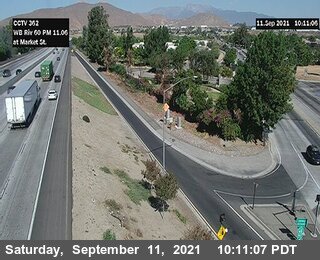 CCTV 362
WB Riv 60 PM 11.06
at Market St.
11.Sep 2021 10:11:06
Saturday, September 11, 2021 10:11:07 PDT